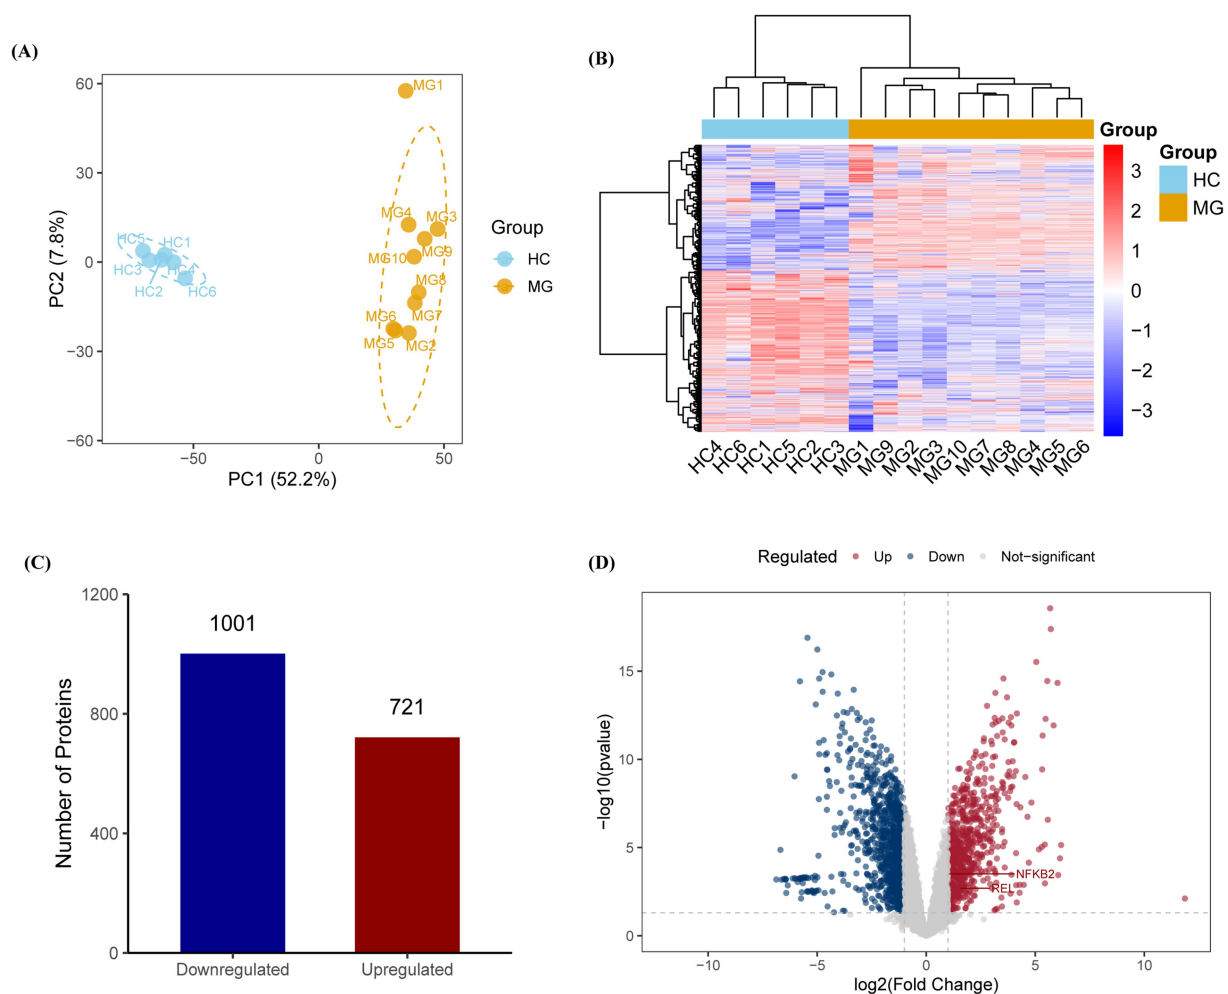 (A)
60
30
0
−30
−60
PC2 (7.8%)
−50
0
50
PC1 (52.2%)
MG1
MG4
MG3
MG9
MG10
MG8
MG7
MG6
MG5
MG2
HC5
HC1
HC3
HC4
HC2
HC6
Group
HC
MG
(B)
Group
3
2
1
0
−1
−2
−3
Group
HC
MG
HC4
HC6
HC1
HC5
HC2
HC3
MG1
MG9
MG2
MG3
MG10
MG7
MG8
MG4
MG5
MG6
(C)
Number of Proteins
1200
800
400
0
1001
721
Downregulated
Upregulated
(D)
Regulated Up Down Not−significant
−log10(pvalue)
15
10
5
0
NFKB2
REL
−10
−5
0
5
10
log2(Fold Change)